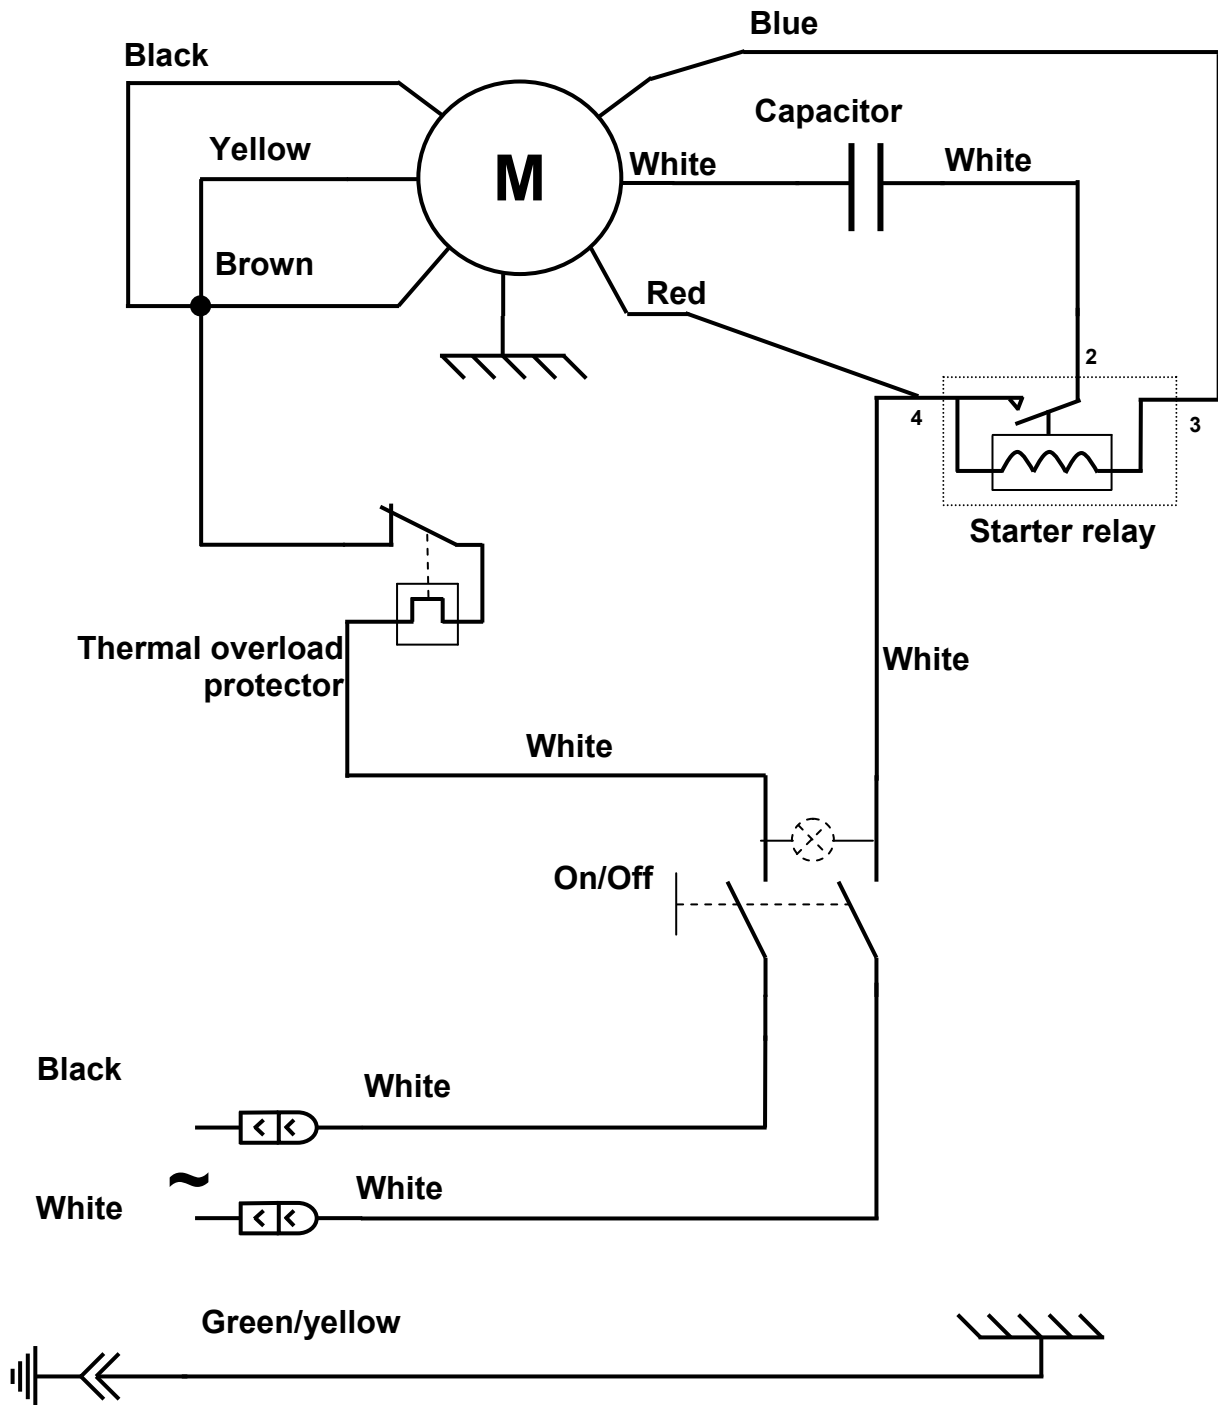 Blue
Black
Capacitor
Yellow
White
White
M
Brown
Red
2
4
3
Starter relay
Thermal overload
protector
White
White
On/Off
Black
White
~
White
White
Green/yellow